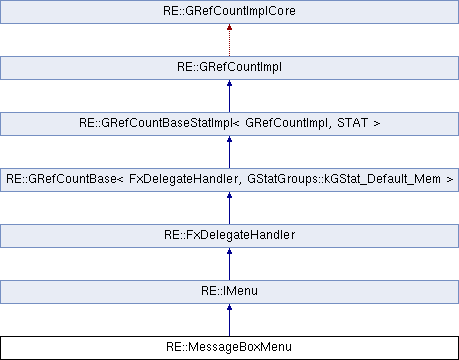 RE::GRefCountImplCore
RE::GRefCountImpl
RE::GRefCountBaseStatImpl< GRefCountImpl, STAT >
RE::GRefCountBase< FxDelegateHandler, GStatGroups::kGStat_Default_Mem >
RE::FxDelegateHandler
RE::IMenu
RE::MessageBoxMenu